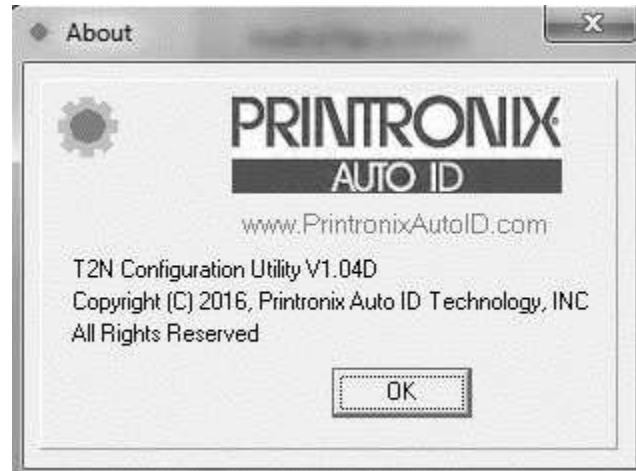 About
PRINTRONIX
AUTO ID
www.PrintronixAutoID.com
T2N Configuration Utility V1.04D
Copyright (C) 2016, Printronix Auto ID Technology, INC
All Rights Reserved
OK